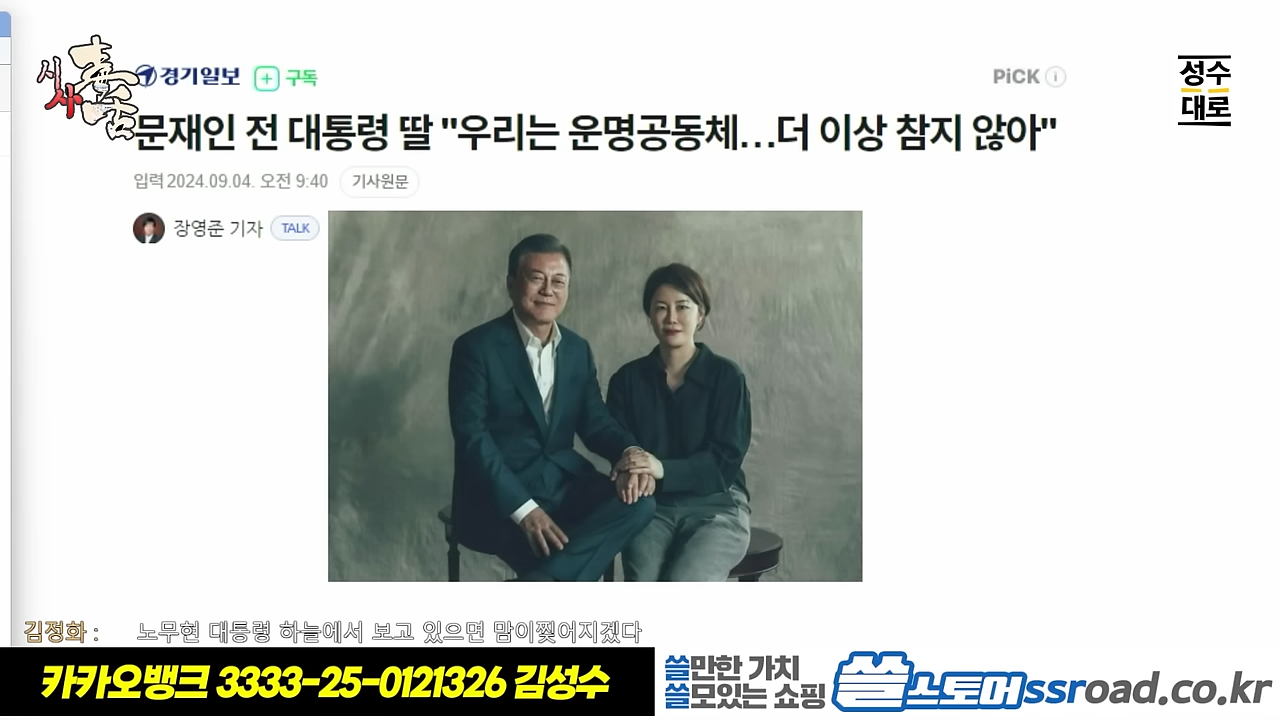 시사壽古
경기일보 + 구독
PiCK i
성수
대로
문재인 전 대통령 딸 "우리는 운명공동체…더 이상 참지 않아"
입력 2024.09.04. 오전 9:40 기사원문
장영준 기자 TALK
김정화 : 노무현 대통령 하늘에서 보고 있으면 맘이찢어지겠다
카카오뱅크 3333-25-0121326 김성수
쓸만한 가치
쓸모있는 쇼핑
쓸스토어 ssroad.co.kr